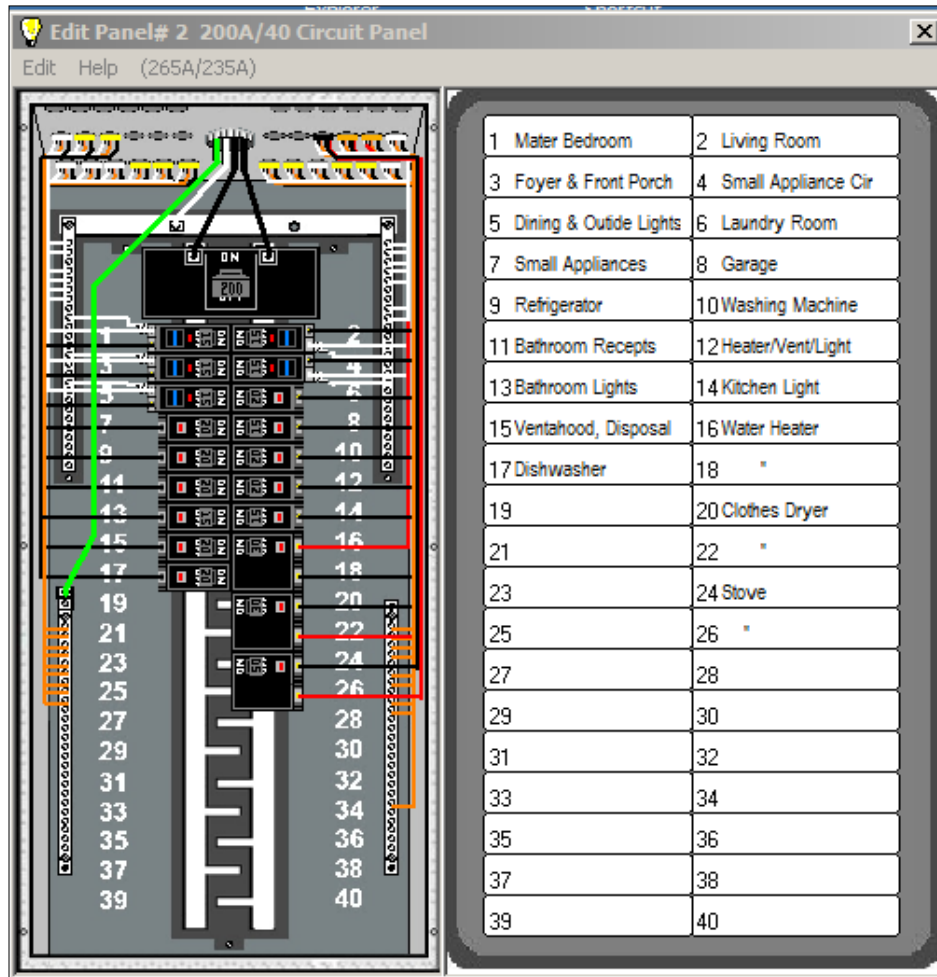 Edit Panel# 2 200A/40 Circuit Panel
Edit Help (265A/235A)
ON
200
1 2
3 4
5 6
7 8
9 10
11 12
13 14
15 16
17 18
19 20
21 22
23 24
25 26
27 28
29 30
31 32
33 34
35 36
37 38
39 40
1 Mater Bedroom 2 Living Room
3 Foyer & Front Porch 4 Small Appliance Cir
5 Dining & Outide Lights 6 Laundry Room
7 Small Appliances 8 Garage
9 Refrigerator 10 Washing Machine
11 Bathroom Recepts 12 Heater/Vent/Light
13 Bathroom Lights 14 Kitchen Light
15 Ventahood, Disposal 16 Water Heater
17 Dishwasher 18 "
19 20 Clothes Dryer
21 22 "
23 24 Stove
25 26 "
27 28
29 30
31 32
33 34
35 36
37 38
39 40